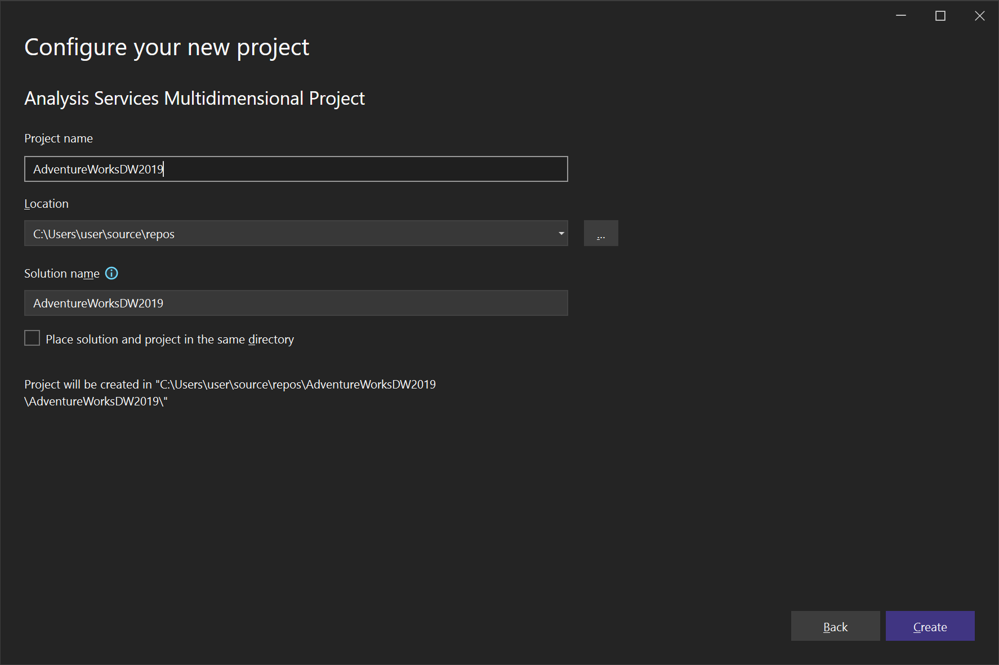 Configure your new project
Analysis Services Multidimensional Project
Project name
AdventureWorksDW2019
Location
C:\Users\user\source\repos
...
Solution name
AdventureWorksDW2019
Place solution and project in the same directory
Project will be created in "C:\Users\user\source\repos\AdventureWorksDW2019
\AdventureWorksDW2019\"
Back
Create